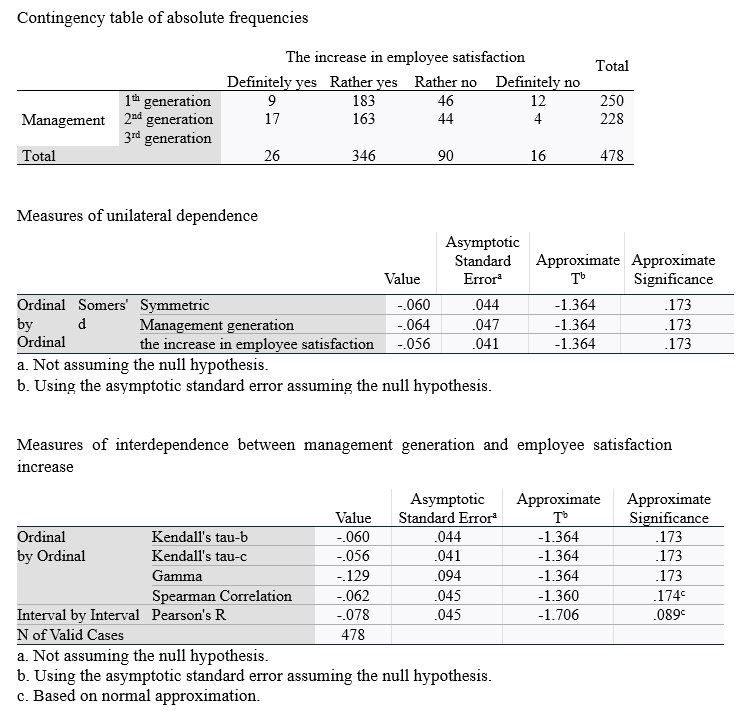 Contingency table of absolute frequencies
The increase in employee satisfaction Total
Definitely yes Rather yes Rather no Definitely no
Management 1th generation 9 183 46 12 250
2nd generation 17 163 44 4 228
3rd generation
Total 26 346 90 16 478
Measures of unilateral dependence
Value Asymptotic Standard Errorᵃ Approximate Tᵇ Approximate Significance
Ordinal by Ordinal Somers' d Symmetric -.060 .044 -1.364 .173
Management generation -.064 .047 -1.364 .173
the increase in employee satisfaction -.056 .041 -1.364 .173
a. Not assuming the null hypothesis.
b. Using the asymptotic standard error assuming the null hypothesis.
Measures of interdependence between management generation and employee satisfaction
increase
Value Asymptotic Standard Errorᵃ Approximate Tᵇ Approximate Significance
Ordinal by Ordinal Kendall's tau-b -.060 .044 -1.364 .173
Kendall's tau-c -.056 .041 -1.364 .173
Gamma -.129 .094 -1.364 .173
Spearman Correlation -.062 .045 -1.360 .174ᶜ
Interval by Interval Pearson's R -.078 .045 -1.706 .089ᶜ
N of Valid Cases 478
a. Not assuming the null hypothesis.
b. Using the asymptotic standard error assuming the null hypothesis.
c. Based on normal approximation.